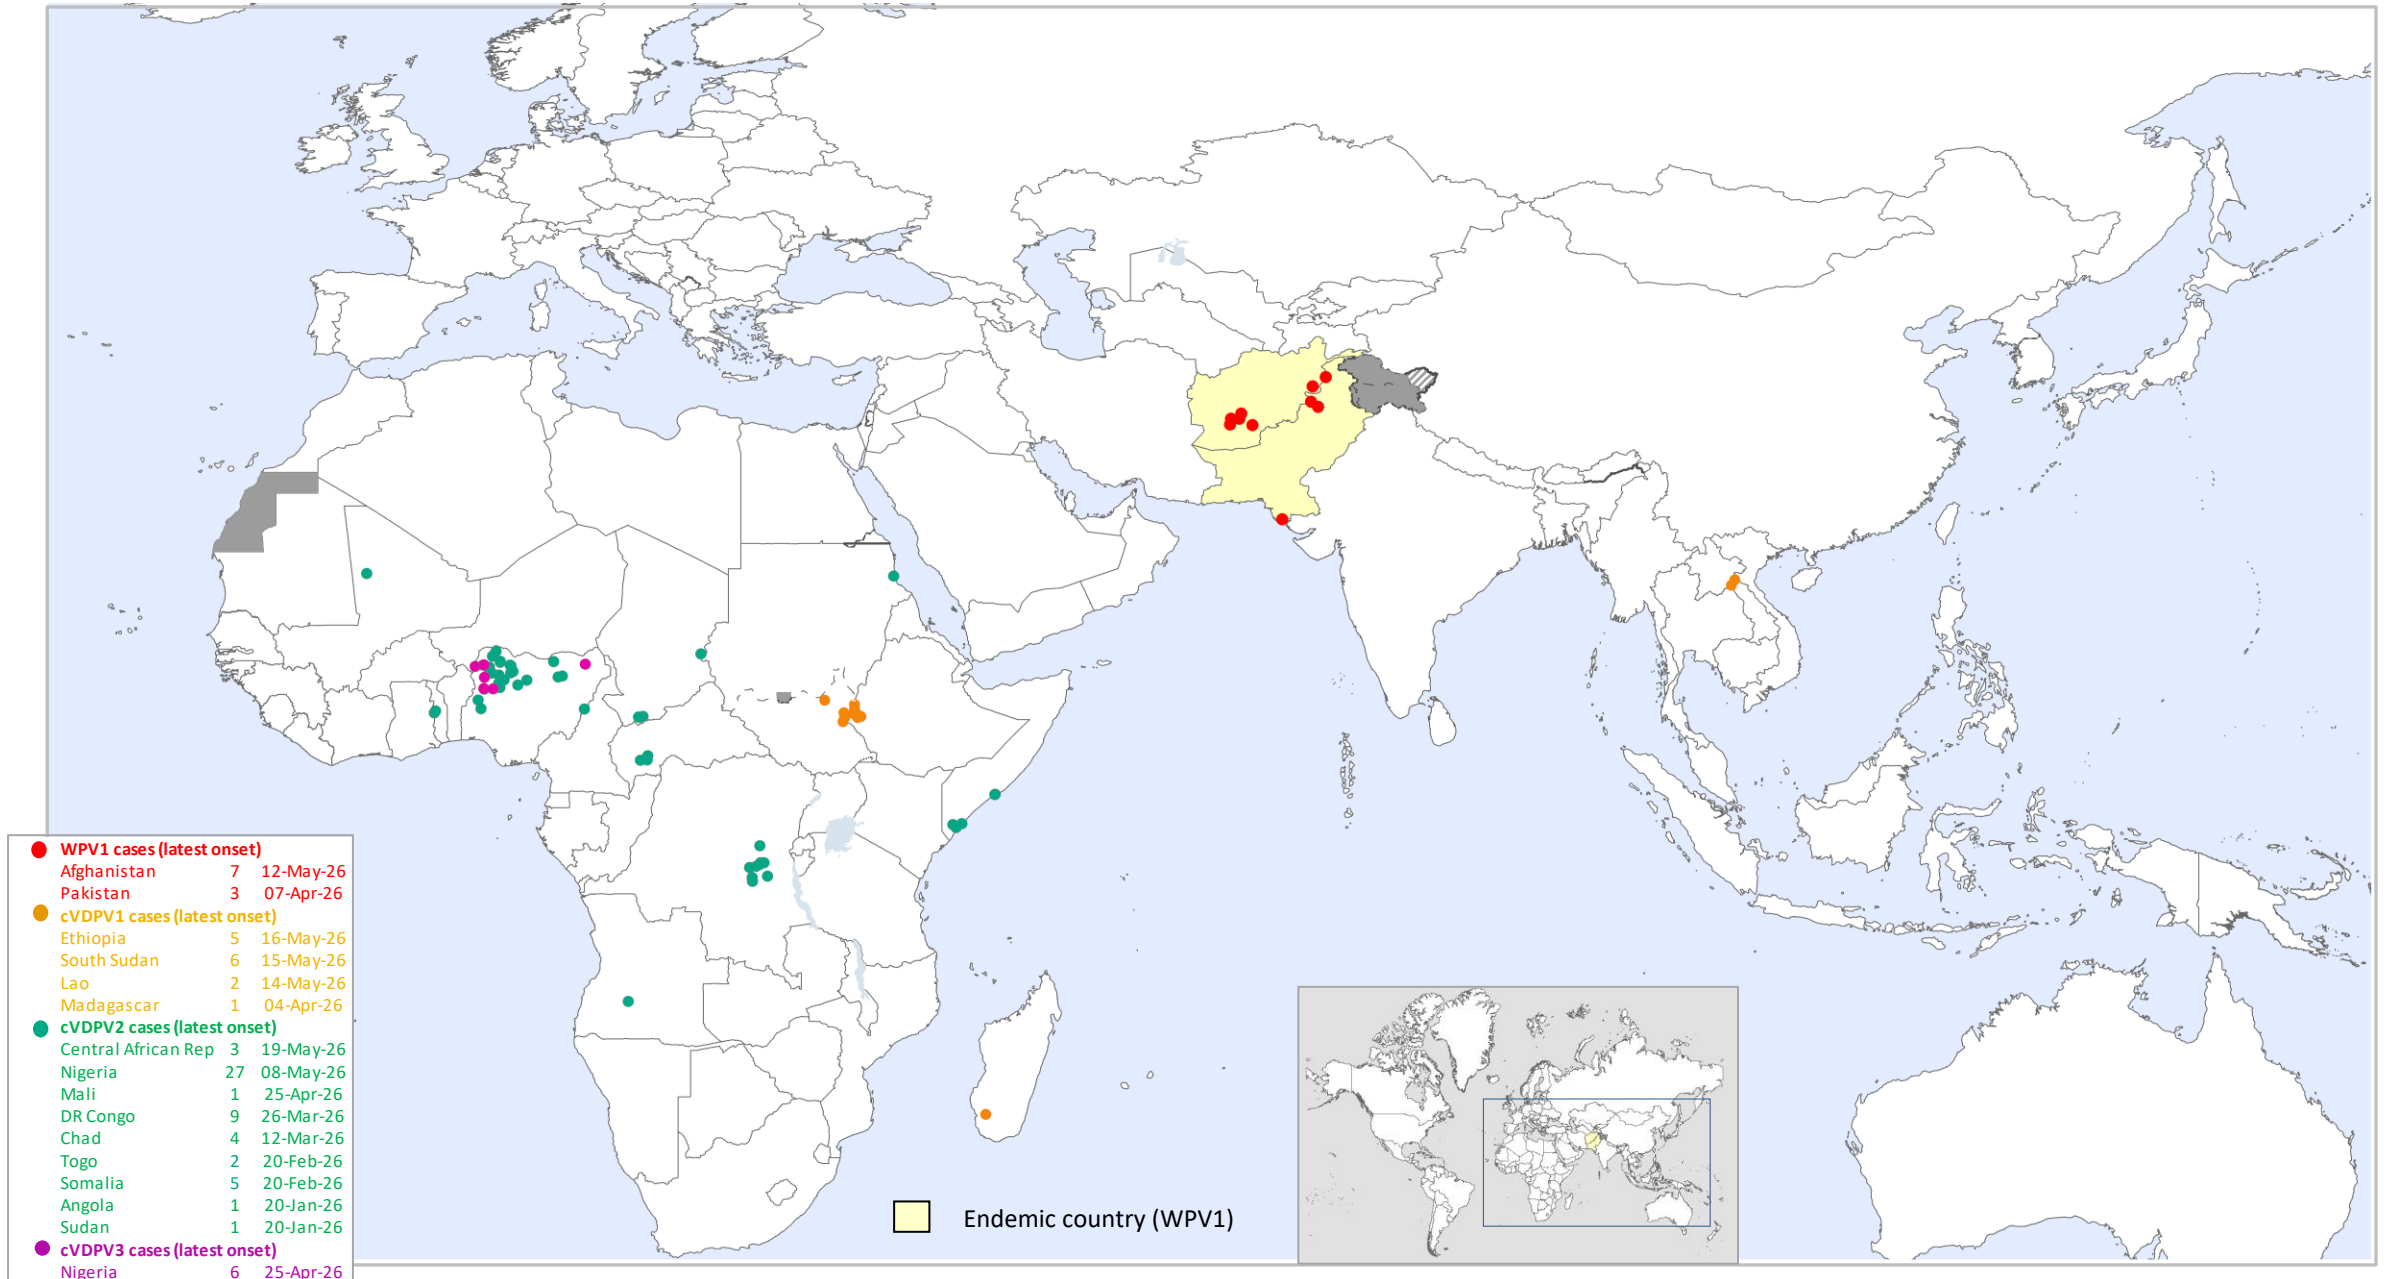 WPV1 cases (latest onset)
Afghanistan 7 12-May-26
Pakistan 3 07-Apr-26
cVDPV1 cases (latest onset)
Ethiopia 5 16-May-26
South Sudan 6 15-May-26
Lao 2 14-May-26
Madagascar 1 04-Apr-26
cVDPV2 cases (latest onset)
Central African Rep 3 19-May-26
Nigeria 27 08-May-26
Mali 1 25-Apr-26
DR Congo 9 26-Mar-26
Chad 4 12-Mar-26
Togo 2 20-Feb-26
Somalia 5 20-Feb-26
Angola 1 20-Jan-26
Sudan 1 20-Jan-26
cVDPV3 cases (latest onset)
Nigeria 6 25-Apr-26
Endemic country (WPV1)